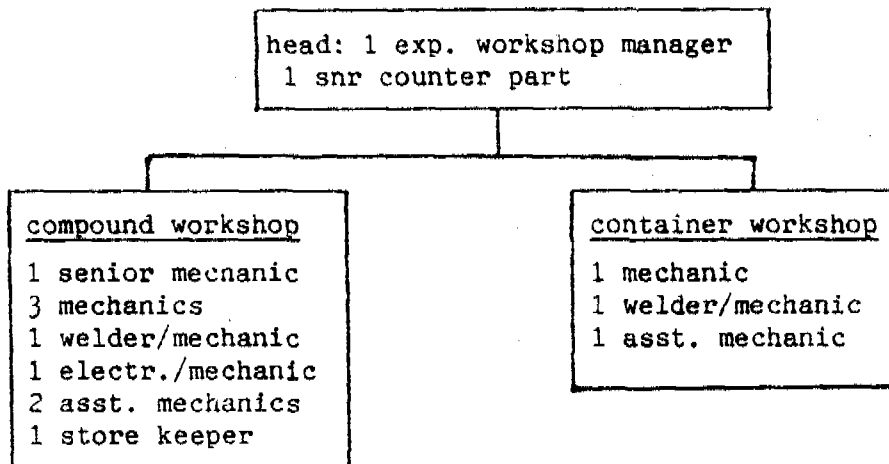 head: 1 exp. workshop manager
1 snr counter part
compound workshop
1 senior mechanic
3 mechanics
1 welder/mechanic
1 electr./mechanic
2 asst. mechanics
1 store keeper
container workshop
1 mechanic
1 welder/mechanic
1 asst. mechanic